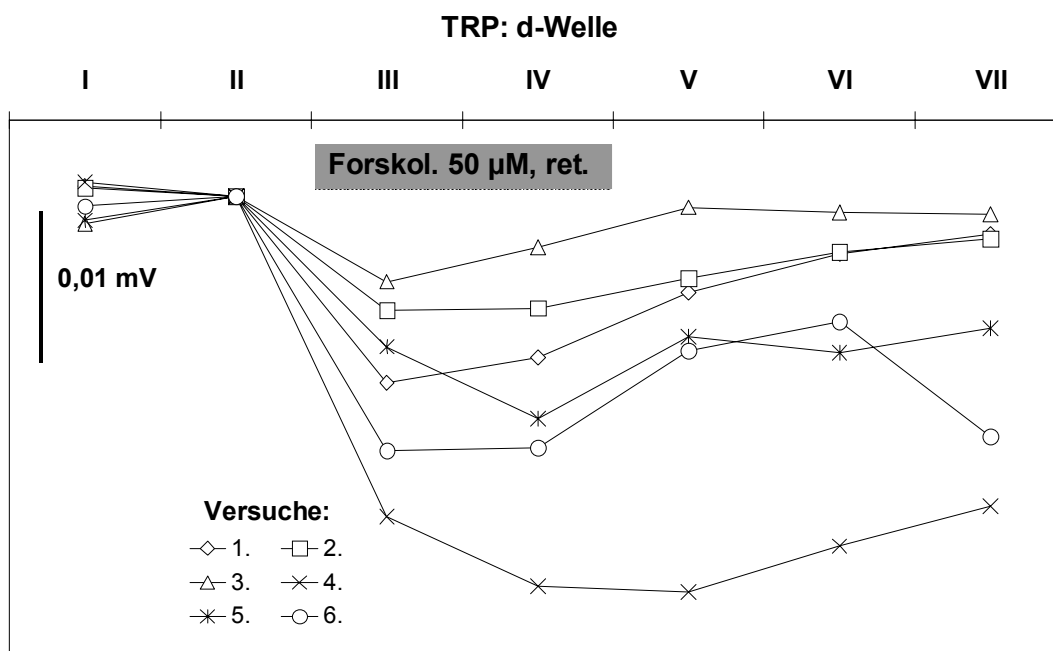 TRP: d-Welle
I II III IV V VI VII
Forskol. 50 µM, ret.
0,01 mV
Versuche:
1. 2.
3. 4.
5. 6.